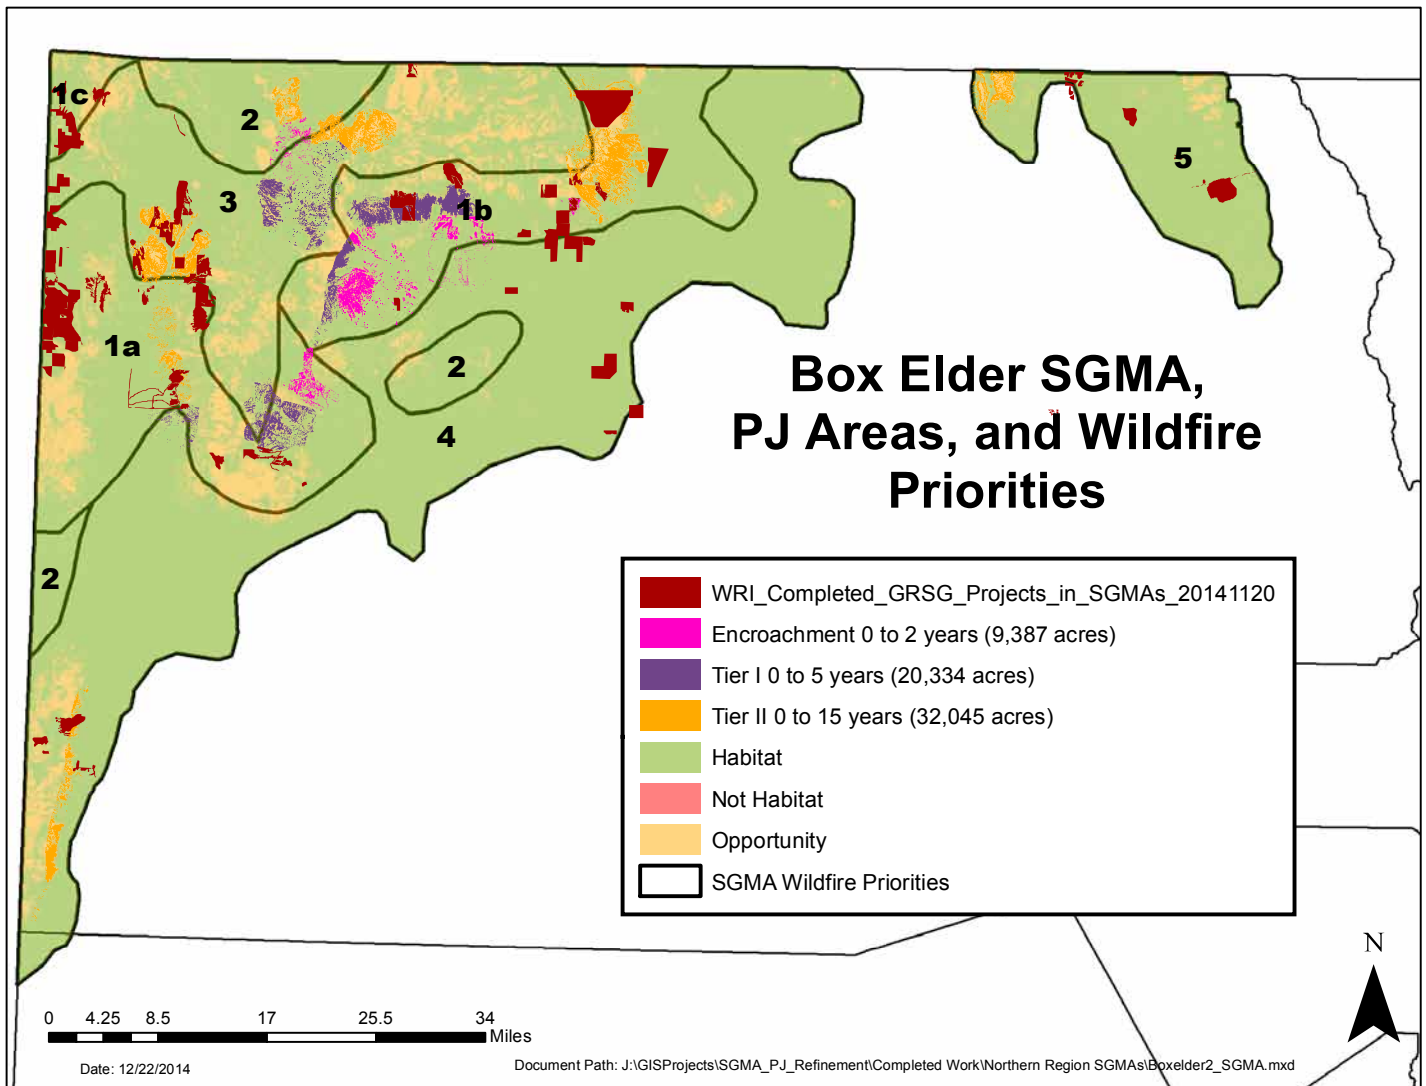 1c
2
3
1b
5
1a
2
4
2
Box Elder SGMA,
PJ Areas, and Wildfire
Priorities
WRI_Completed_GRSG_Projects_in_SGMAs_20141120
Encroachment 0 to 2 years (9,387 acres)
Tier I 0 to 5 years (20,334 acres)
Tier II 0 to 15 years (32,045 acres)
Habitat
Not Habitat
Opportunity
SGMA Wildfire Priorities
N
0 4.25 8.5 17 25.5 34
Miles
Date: 12/22/2014
Document Path: J:\GISProjects\SGMA_PJ_Refinement\Completed Work\Northern Region SGMAs\Boxelder2_SGMA.mxd